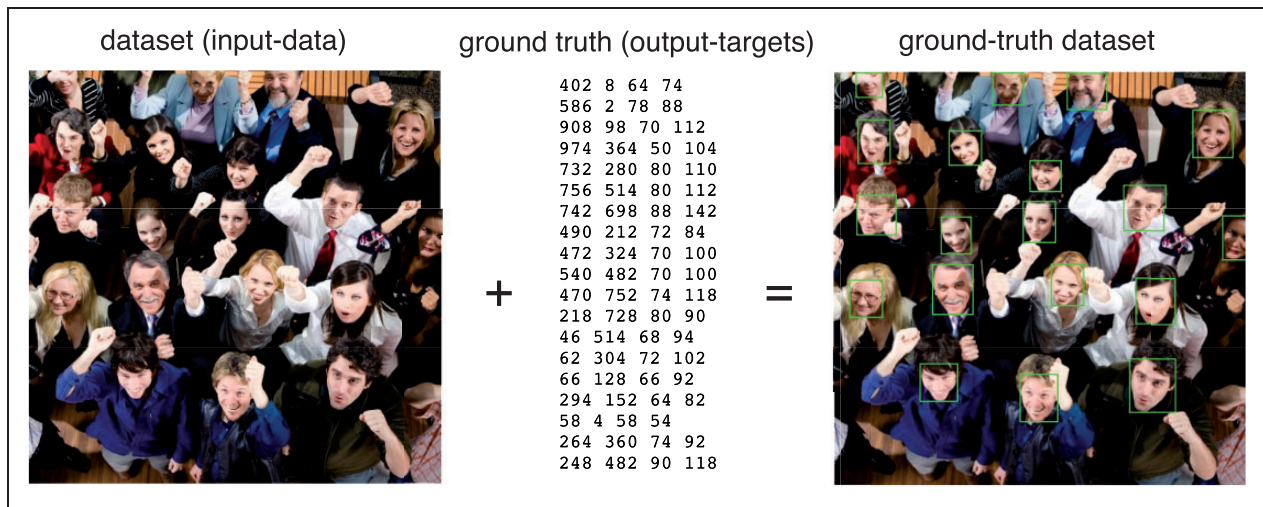 dataset (input-data)
ground truth (output-targets)
ground-truth dataset
402 8 64 74
586 2 78 88
908 98 70 112
974 364 50 104
732 280 80 110
756 514 80 112
742 698 88 142
490 212 72 84
472 324 70 100
540 482 70 100
470 752 74 118
218 728 80 90
46 514 68 94
62 304 72 102
66 128 66 92
294 152 64 82
58 4 58 54
264 360 74 92
248 482 90 118
+
=